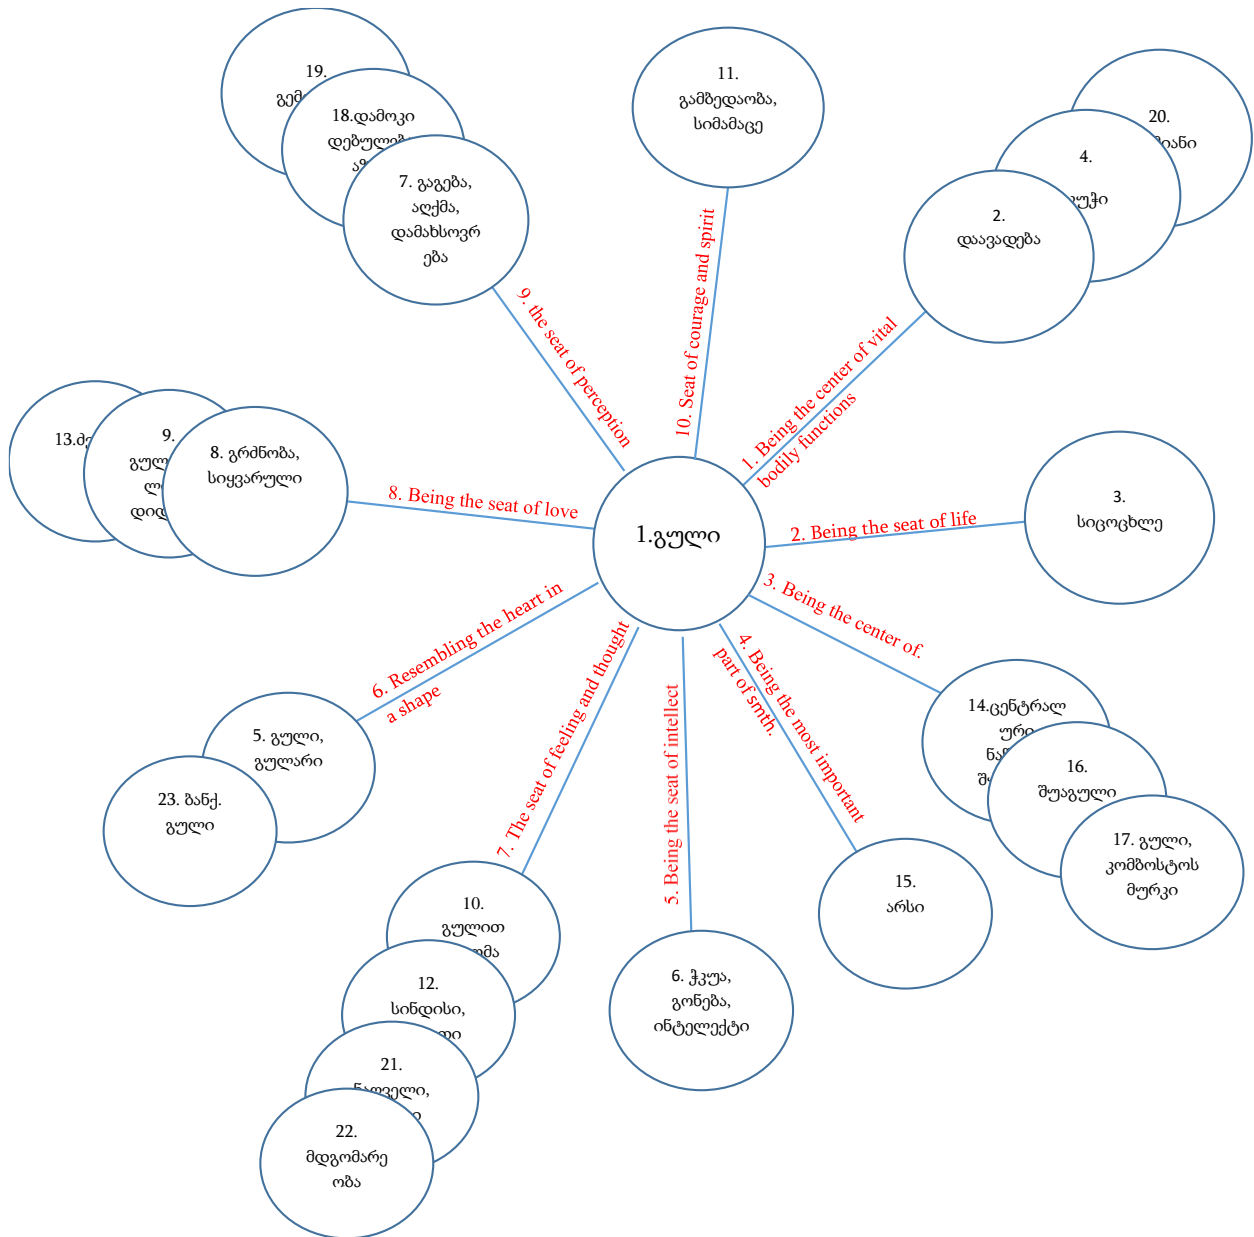 19.
18.დამოკი
7. გაგება,
აღქმა,
დამახსოვრ
ება
11.
გამბედაობა,
სიმამაცე
20.
4.
2.
დაავადება
9. the seat of perception
10. Seat of courage and spirit
1. Being the center of vital
bodily functions
13.
9.
8. გრძნობა,
სიყვარული
8. Being the seat of love
1.გული
2. Being the seat of life
3.
სიცოცხლე
3. Being the center of.
4. Being the most important
part of smth.
5. Being the seat of intellect
6. Resembling the heart in
a shape
7. The seat of feeling and thought
5. გული,
გულარი
23. ბანქ.
გული
14.ცენტრალ
ური
16.
შუაგული
17. გული,
კომბოსტოს
მურკი
15.
არსი
6. ჭკუა,
გონება,
ინტელექტი
10.
გულით
12.
სინდისი,
21.
ნაღველი,
22.
მდგომარე
ობა